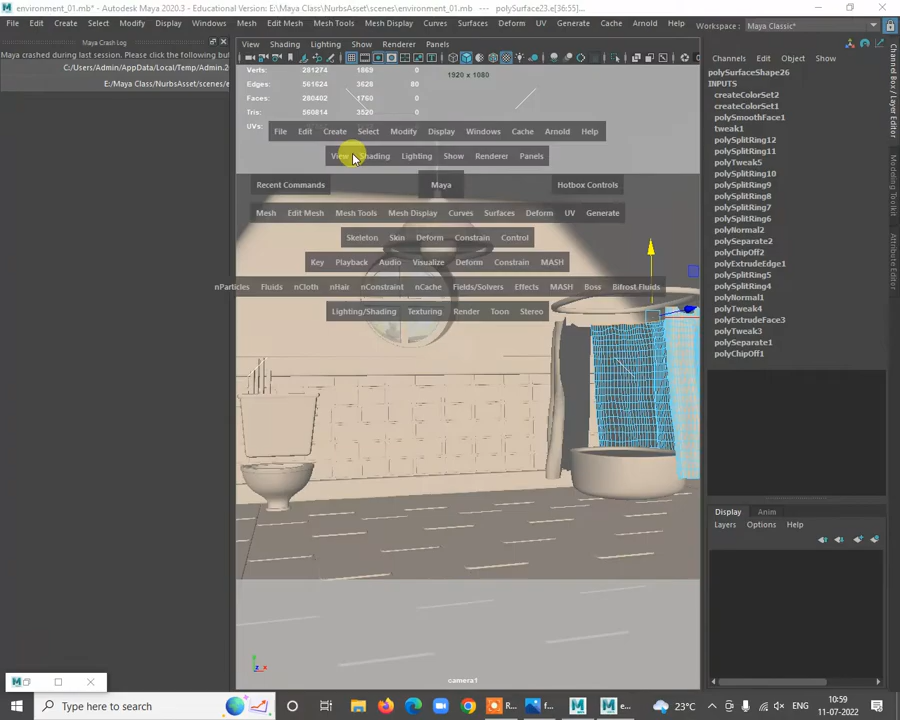 environment_01.mb* - Autodesk Maya 2020.3 - Educational Version: E:\Maya Class\NurbsAsset\scenes\environment_01.mb --- polySurface23.e[36:55]...
File Edit Create Select Modify Display Windows Mesh Edit Mesh Mesh Tools Mesh Display Curves Surfaces Deform UV Generate Cache Arnold Help Workspace : Maya Classic*
Maya Crash Log
View Shading Lighting Show Renderer Panels
Maya crashed during last session.
C:/Users/Admin/AppData/Local/Temp/Admin.2
E:/Maya Class/NurbsAsset/scenes/e
Channels Edit Object Show
Verts: 281274 1869 0
1920 x 1080
Edges: 561624 3628 80
Faces: 280402 1760 0
Tris: 560814 3520 0
UVs:
polySurfaceShape26
INPUTS
createColorSet2
createColorSet1
polySmoothFace1
tweak1
polySplitRing12
polySplitRing11
polyTweak5
polySplitRing10
polySplitRing9
polySplitRing8
polySplitRing7
polySplitRing6
polyNormal2
polySeparate2
polyChipOff2
polyExtrudeEdge1
polySplitRing5
polySplitRing4
polyNormal1
polyTweak4
polyExtrudeFace3
polyTweak3
polySeparate1
polyChipOff1
File Edit Create Select Modify Display Windows Cache Arnold Help
View Shading Lighting Show Renderer Panels
Recent Commands Maya Hotbox Controls
Mesh Edit Mesh Mesh Tools Mesh Display Curves Surfaces Deform UV Generate
Skeleton Skin Deform Constrain Control
Key Playback Audio Visualize Deform Constrain MASH
nParticles Fluids nCloth nHair nConstraint nCache Fields/Solvers Effects MASH Boss Bifrost Fluids
Lighting/Shading Texturing Render Toon Stereo
Channel Box / Layer Editor
Modeling Toolkit
Attribute Editor
Display Anim
Layers Options Help
camera1
Type here to search
R...
f...
e...
23°C
ENG
10:59
11-07-2022